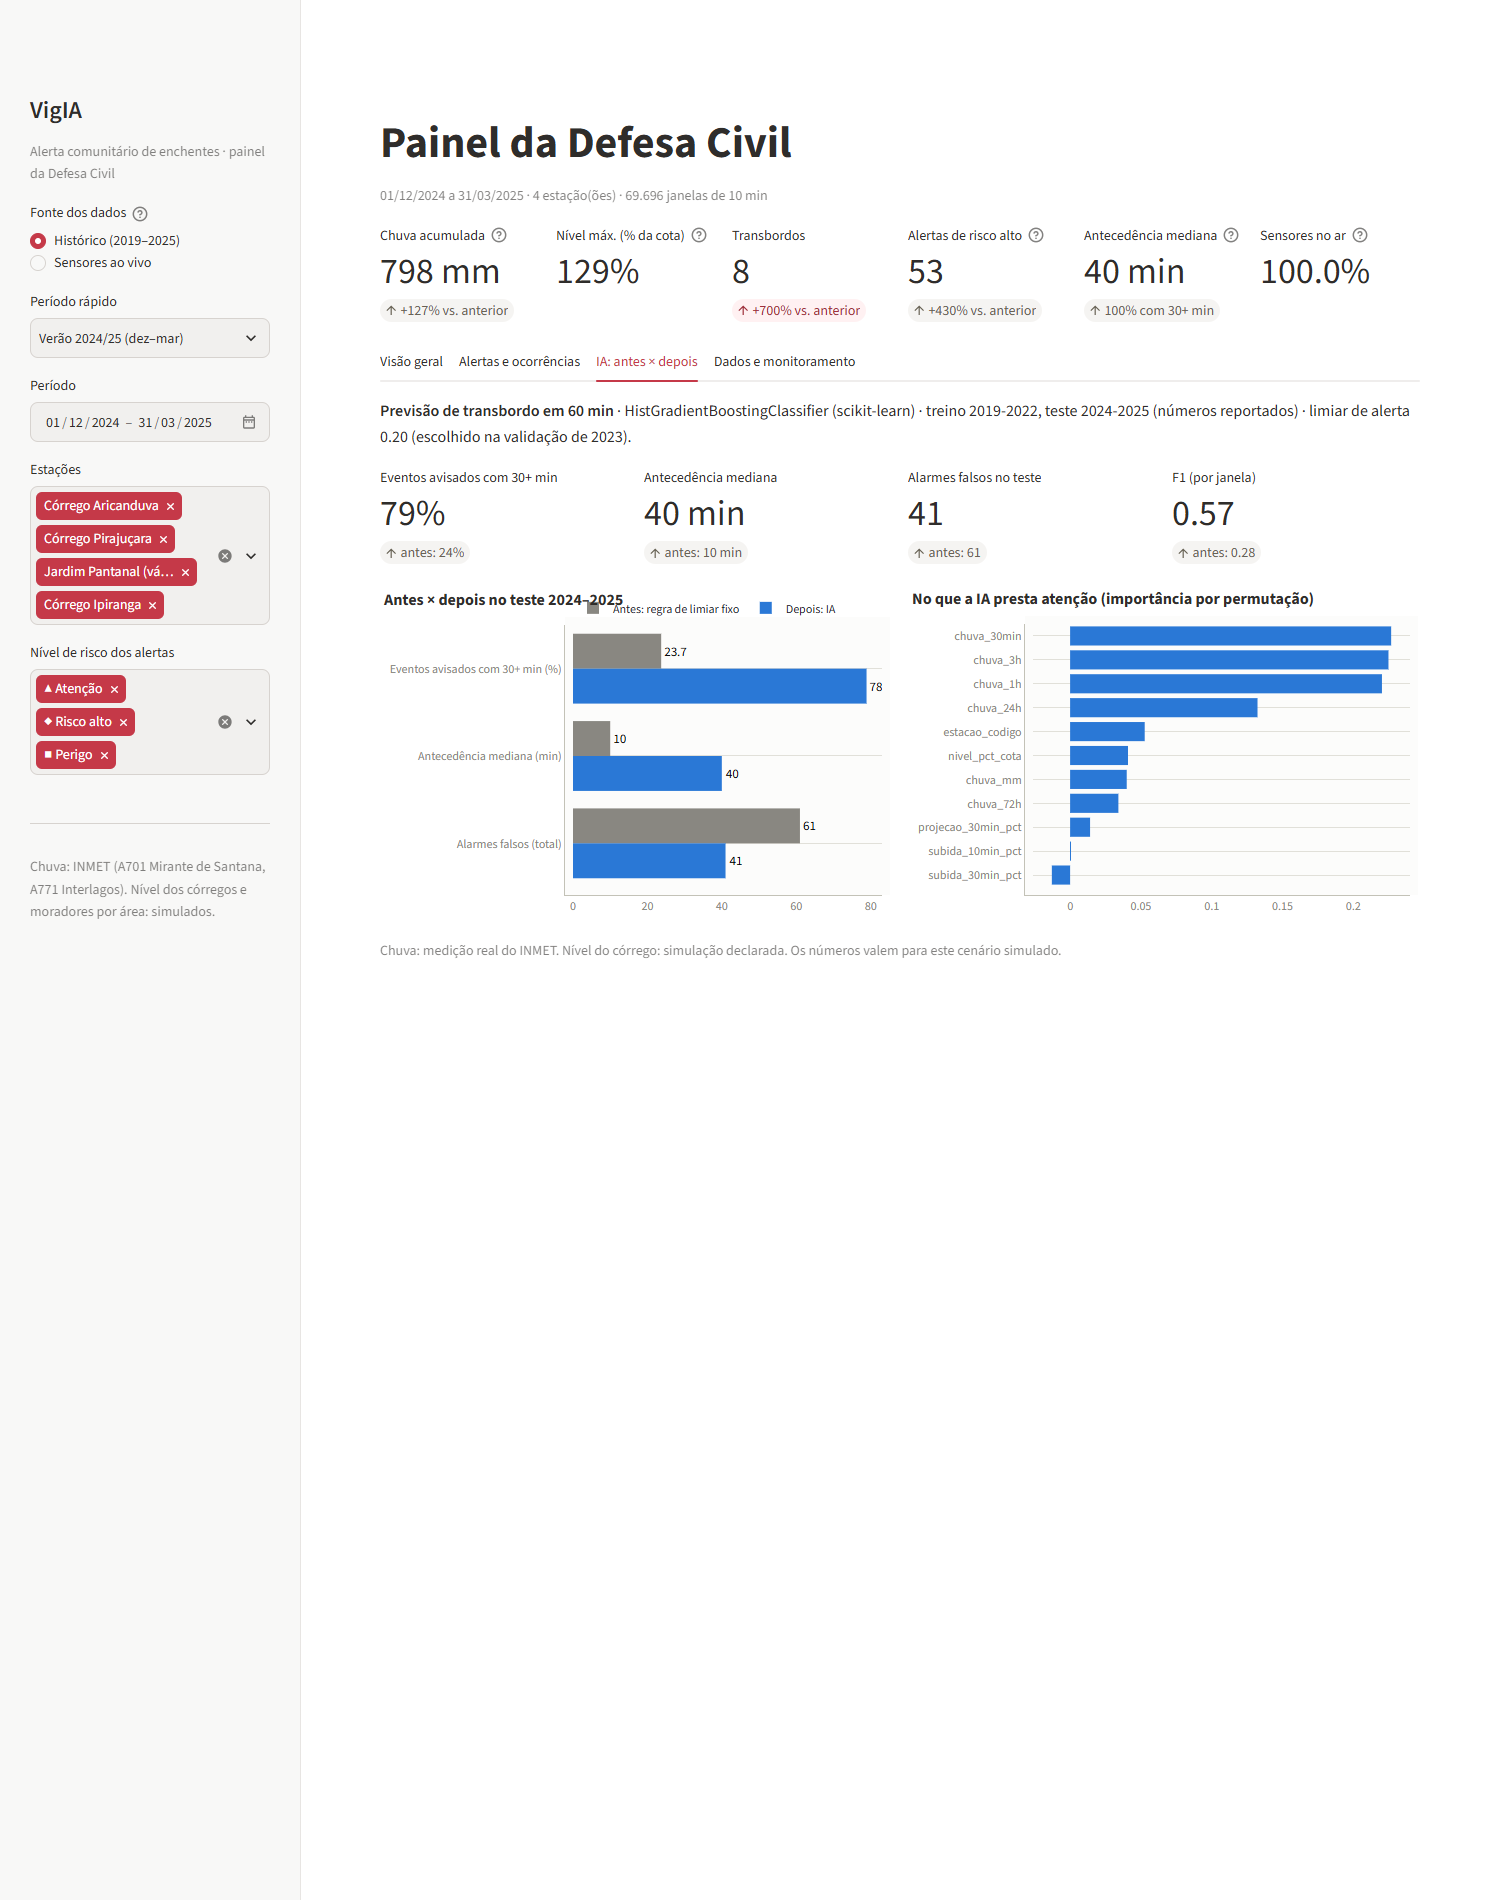 VigIA
Alerta comunitário de enchentes · painel
da Defesa Civil
Fonte dos dados
Histórico (2019–2025)
Sensores ao vivo
Período rápido
Verão 2024/25 (dez–mar)
Período
01 / 12 / 2024 – 31 / 03 / 2025
Estações
Córrego Aricanduva ×
Córrego Pirajuçara ×
Jardim Pantanal (vá… ×
Córrego Ipiranga ×
Nível de risco dos alertas
▲ Atenção ×
◆ Risco alto ×
■ Perigo ×
Chuva: INMET (A701 Mirante de Santana,
A771 Interlagos). Nível dos córregos e
moradores por área: simulados.
Painel da Defesa Civil
01/12/2024 a 31/03/2025 · 4 estação(ões) · 69.696 janelas de 10 min
Chuva acumulada
798 mm
↑ +127% vs. anterior
Nível máx. (% da cota)
129%
Transbordos
8
↑ +700% vs. anterior
Alertas de risco alto
53
↑ +430% vs. anterior
Antecedência mediana
40 min
↑ 100% com 30+ min
Sensores no ar
100.0%
Visão geral Alertas e ocorrências IA: antes × depois Dados e monitoramento
Previsão de transbordo em 60 min · HistGradientBoostingClassifier (scikit-learn) · treino 2019-2022, teste 2024-2025 (números reportados) · limiar de alerta
0.20 (escolhido na validação de 2023).
Eventos avisados com 30+ min
79%
↑ antes: 24%
Antecedência mediana
40 min
↑ antes: 10 min
Alarmes falsos no teste
41
↑ antes: 61
F1 (por janela)
0.57
↑ antes: 0.28
Antes × depois no teste 2024–2025
Antes: regra de limiar fixo Depois: IA
Eventos avisados com 30+ min (%)
23.7
78
Antecedência mediana (min)
10
40
Alarmes falsos (total)
61
41
0 20 40 60 80
No que a IA presta atenção (importância por permutação)
chuva_30min
chuva_3h
chuva_1h
chuva_24h
estacao_codigo
nivel_pct_cota
chuva_mm
chuva_72h
projecao_30min_pct
subida_10min_pct
subida_30min_pct
0 0.05 0.1 0.15 0.2
Chuva: medição real do INMET. Nível do córrego: simulação declarada. Os números valem para este cenário simulado.